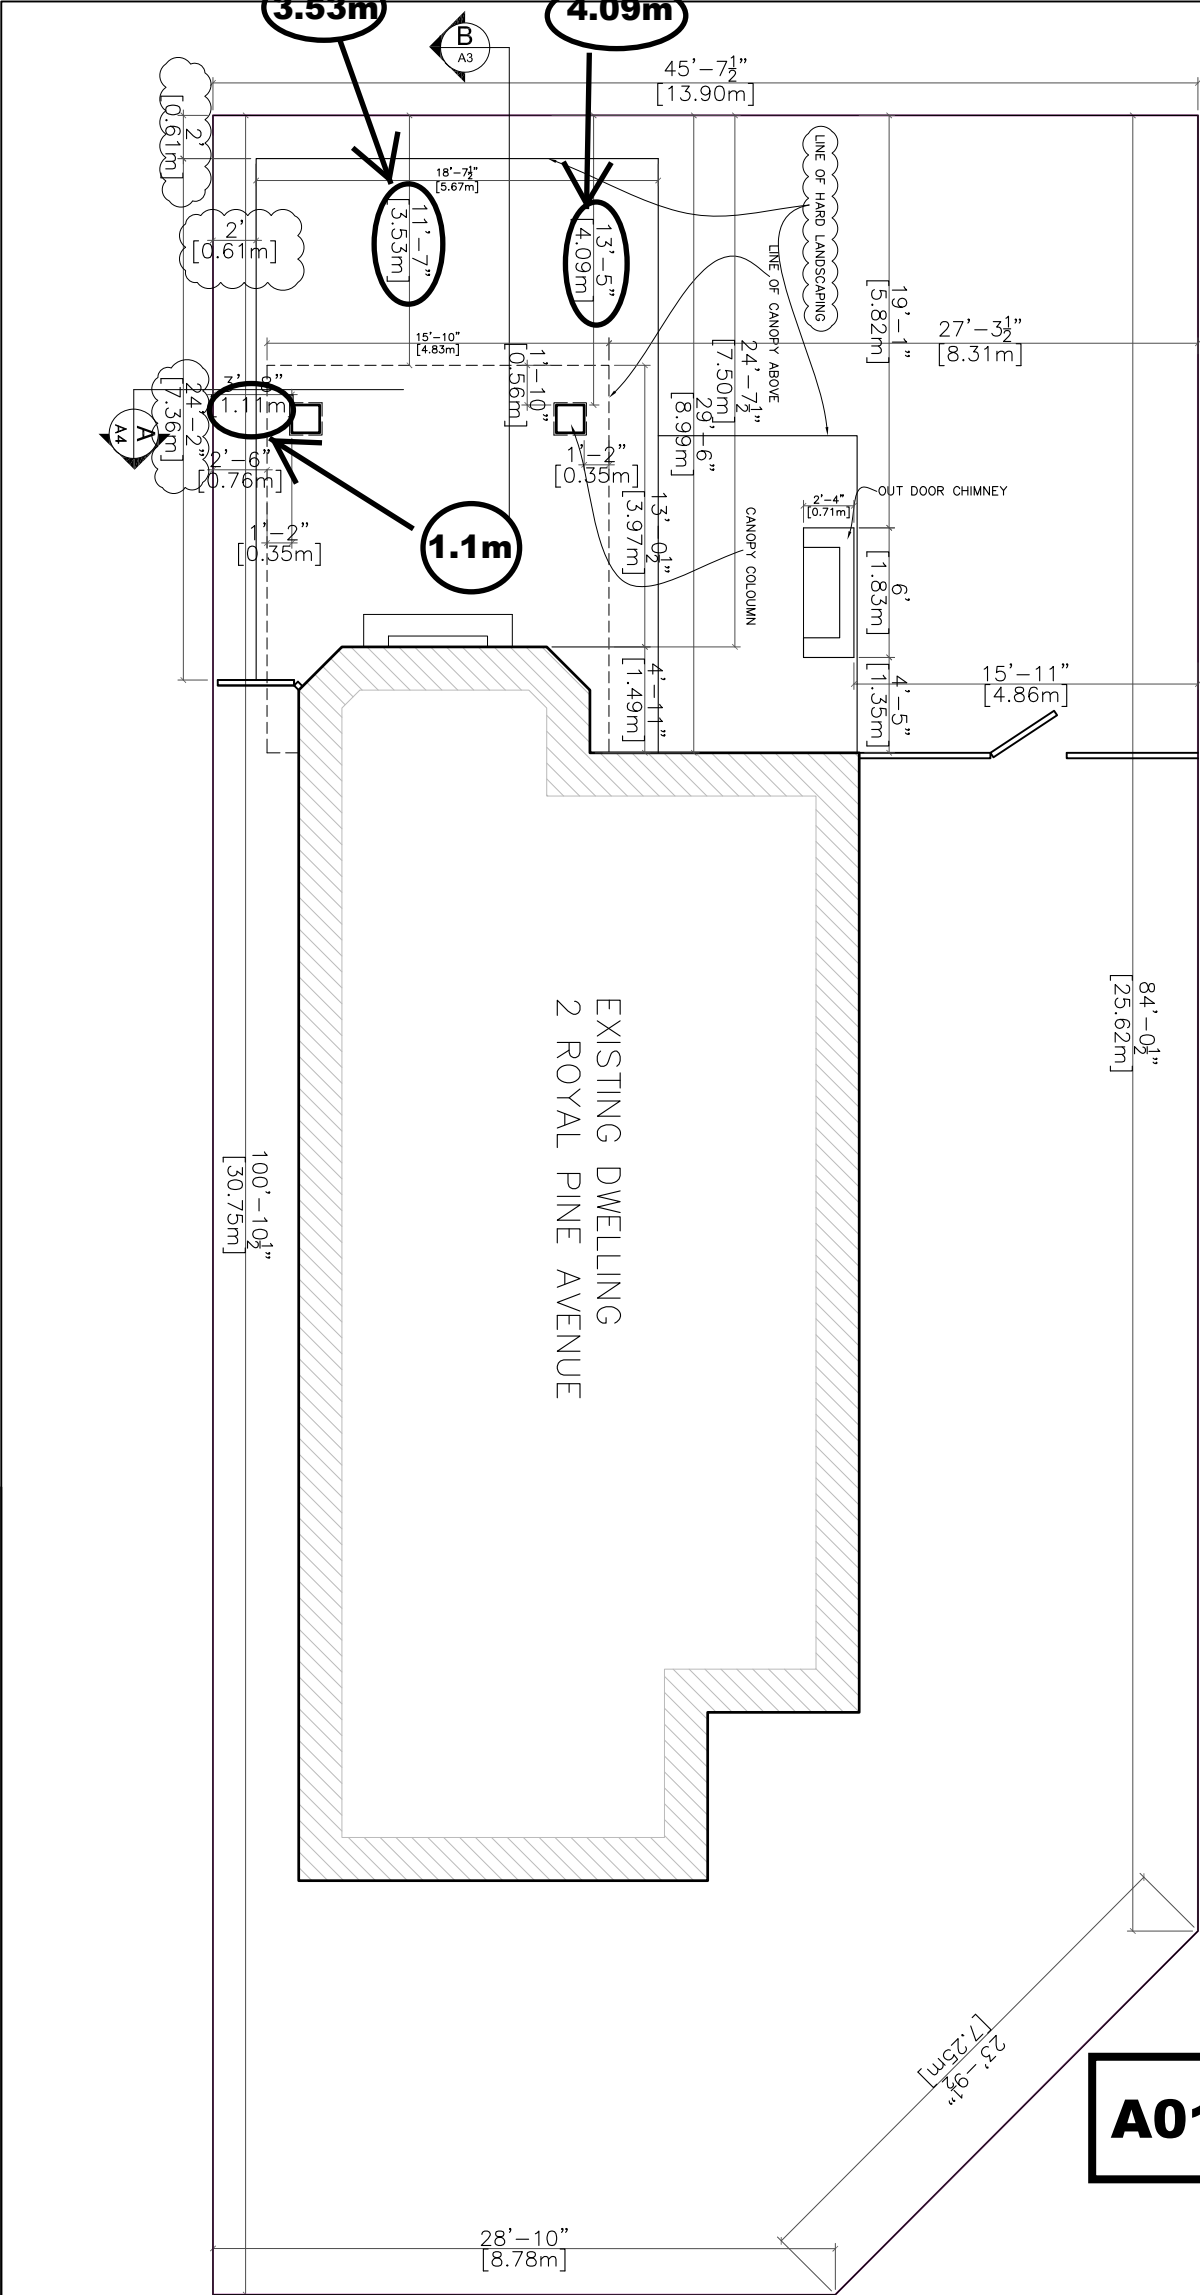 3.53m
4.09m
B
A3
45'-7½"
[13.90m]
2'
[0.61m]
18'-7½"
[5.67m]
11'-7"
[3.53m]
13'-5"
[4.09m]
LINE OF HARD LANDSCAPING
2'
[0.61m]
LINE OF CANOPY ABOVE
19'-1"
[5.82m]
27'-3½"
[8.31m]
15'-10"
[4.83m]
1'-10"
[0.56m]
24'-7½"
[7.50m]
29'-6"
[8.99m]
24'-2"
[7.36m]
1.11m
A
A4
2'-6"
[0.76m]
1'-2"
[0.35m]
1'-2"
[0.35m]
1.1m
13'-0½"
[3.97m]
CANOPY COLOUMN
2'-4"
[0.71m]
OUT DOOR CHIMNEY
6'
[1.83m]
4'-11"
[1.49m]
4'-5"
[1.35m]
15'-11"
[4.86m]
84'-0½"
[25.62m]
EXISTING DWELLING
2 ROYAL PINE AVENUE
100'-10½"
[30.75m]
23'-9½"
[7.25m]
A01
28'-10"
[8.78m]